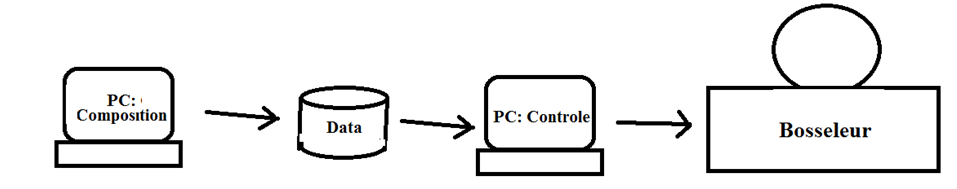 PC:
Composition
Data
PC: Controle
Bosseleur